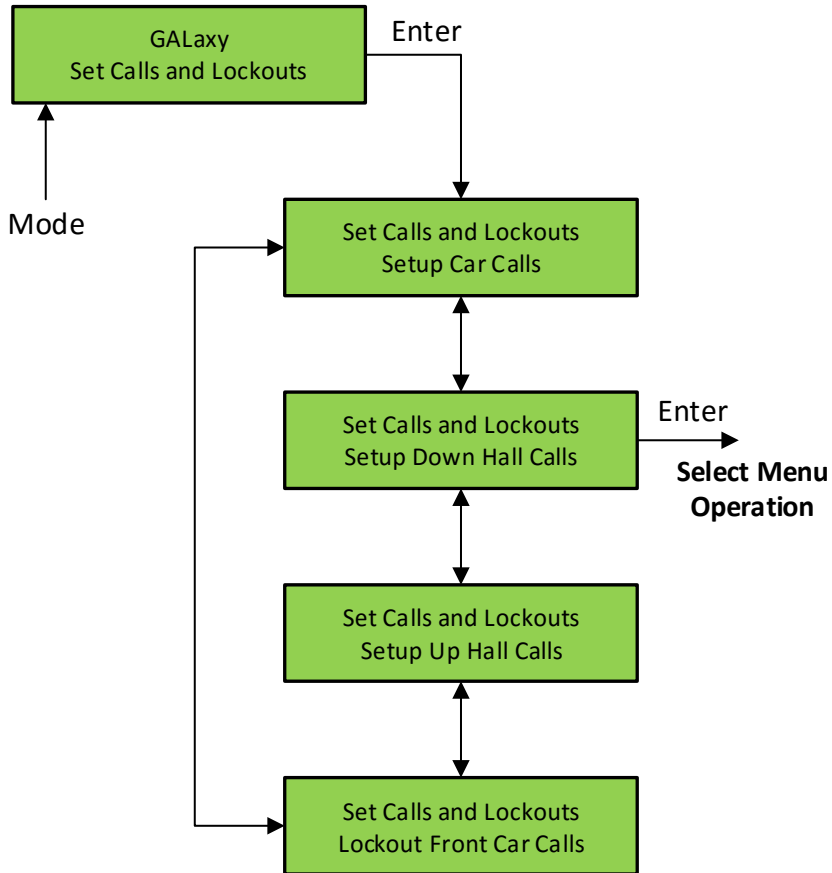 GALaxy
Set Calls and Lockouts
Enter
Mode
Set Calls and Lockouts
Setup Car Calls
Set Calls and Lockouts
Setup Down Hall Calls
Enter
Select Menu
Operation
Set Calls and Lockouts
Setup Up Hall Calls
Set Calls and Lockouts
Lockout Front Car Calls